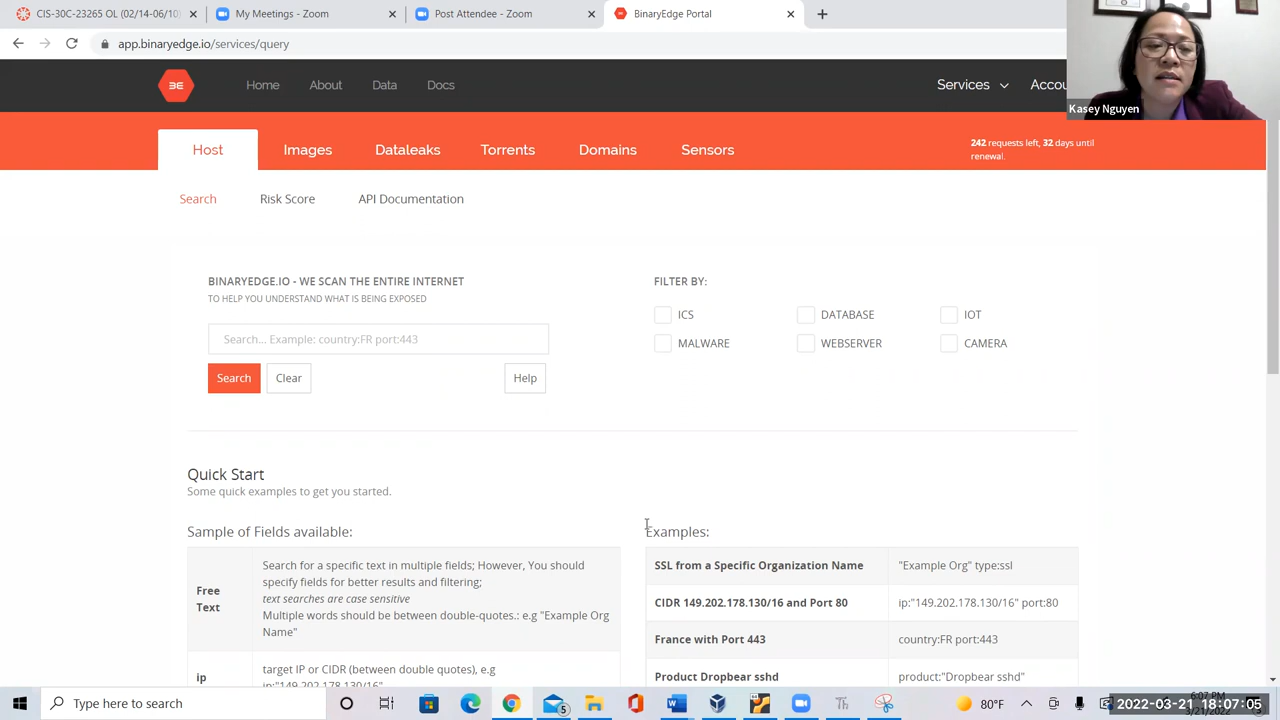 CIS-30C-23265 OL (02/14-06/10)
My Meetings - Zoom
Post Attendee - Zoom
BinaryEdge Portal
app.binaryedge.io/services/query
Kasey Nguyen
Home About Data Docs
Services
Accou
Host Images Dataleaks Torrents Domains Sensors
242 requests left, 32 days until
renewal.
Search Risk Score API Documentation
BINARYEDGE.IO - WE SCAN THE ENTIRE INTERNET
TO HELP YOU UNDERSTAND WHAT IS BEING EXPOSED
Search... Example: country:FR port:443
Search Clear Help
FILTER BY:
ICS DATABASE IOT
MALWARE WEBSERVER CAMERA
Quick Start
Some quick examples to get you started.
Sample of Fields available:
Free
Text
Search for a specific text in multiple fields; However, You should
specify fields for better results and filtering;
text searches are case sensitive
Multiple words should be between double-quotes.: e.g "Example Org
Name"
ip
target IP or CIDR (between double quotes), e.g
ip:"149.202.178.130/16"
Examples:
SSL from a Specific Organization Name "Example Org" type:ssl
CIDR 149.202.178.130/16 and Port 80 ip:"149.202.178.130/16" port:80
France with Port 443 country:FR port:443
Product Dropbear sshd product:"Dropbear sshd"
Type here to search
5
80°F
6:07 PM
3/21/2022
2022-03-21 18:07:05